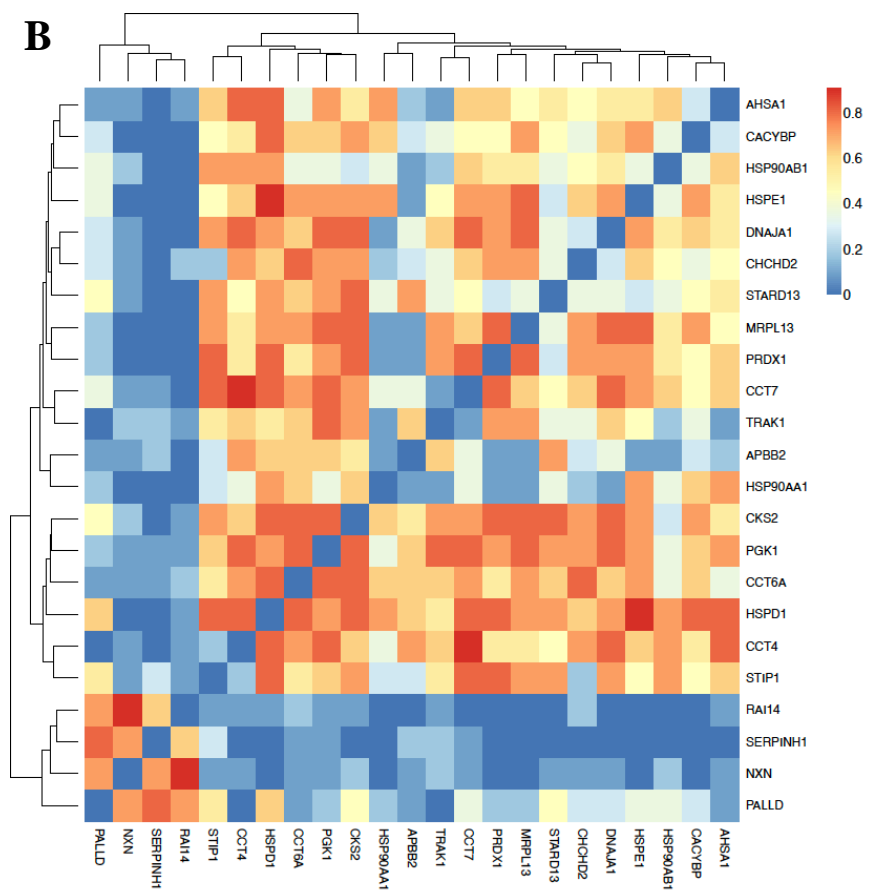 B
AHSA1
CACYBP
HSP90AB1
HSPE1
DNAJA1
CHCHD2
STARD13
MRPL13
PRDX1
CCT7
TRAK1
APBB2
HSP90AA1
CKS2
PGK1
CCT6A
HSPD1
CCT4
STIP1
RAI14
SERPINH1
NXN
PALLD
0.8
0.6
0.4
0.2
0
PALLD
NXN
SERPINH1
RAI14
STIP1
CCT4
HSPD1
CCT6A
PGK1
CKS2
HSP90AA1
APBB2
TRAK1
CCT7
PRDX1
MRPL13
STARD13
CHCHD2
DNAJA1
HSPE1
HSP90AB1
CACYBP
AHSA1